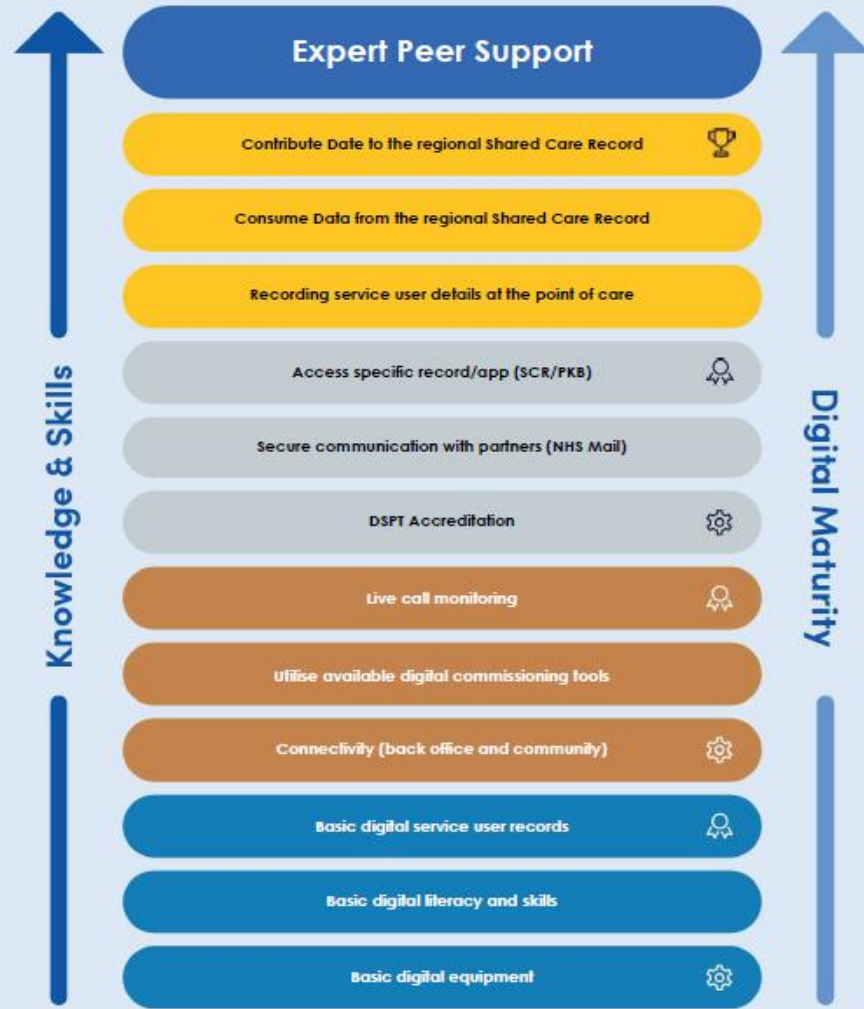 Expert Peer Support
Contribute Date to the regional Shared Care Record
Consume Data from the regional Shared Care Record
Recording service user details at the point of care
Access specific record/app (SCR/PKB)
Secure communication with partners (NHS Mail)
DSPT Accreditation
Live call monitoring
Utilise available digital commissioning tools
Connectivity (back office and community)
Basic digital service user records
Basic digital literacy and skills
Basic digital equipment
Knowledge & Skills
Digital Maturity